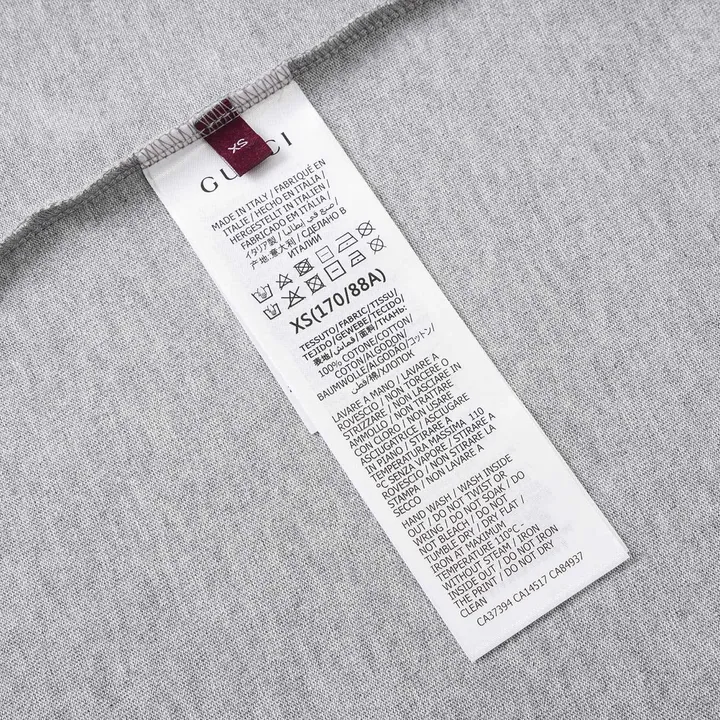 XS
GUCCI
MADE IN ITALY / FABRIQUÉ EN
ITALIE / HECHO EN ITALIA /
HERGESTELLT IN ITALIEN /
FABRICADO EM ITÁLIA /
イタリア製 / صنع في إيطاليا /
产地:意大利 / СДЕЛАНО В
ИТАЛИИ
XS(170/88A)
TESSUTO/FABRIC/TISSU/
TEJIDO/GEWEBE/TECIDO/
表地/قماش/面料/ТКАНЬ:
100% COTONE/COTTON/
COTON/ALGODON/
BAUMWOLLE/ALGODÃO/コットン/
قطن/棉/ХЛОПОК
LAVARE A MANO / LAVARE A
ROVESCIO / NON TORCERE O
STRIZZARE / NON LASCIARE IN
AMMOLLO / NON TRATTARE
CON CLORO / NON USARE
ASCIUGATRICE / ASCIUGARE
IN PIANO / STIRARE A
TEMPERATURA MASSIMA 110
°C SENZA VAPORE / STIRARE A
ROVESCIO / NON STIRARE LA
STAMPA / NON LAVARE A
SECCO
HAND WASH / WASH INSIDE
OUT / DO NOT TWIST OR
WRING / DO NOT SOAK / DO
NOT BLEACH / DO NOT
TUMBLE DRY / DRY FLAT /
IRON AT MAXIMUM
TEMPERATURE 110°C -
WITHOUT STEAM / IRON
INSIDE OUT / DO NOT IRON
THE PRINT / DO NOT DRY
CLEAN
CA37394 CA14517 CA84937